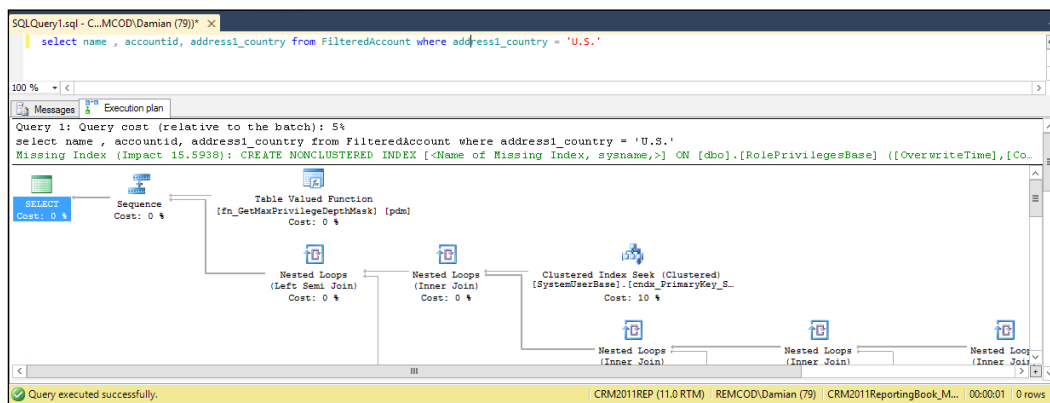 SQLQuery1.sql - C...MCOD\Damian (79))* ×
select name , accountid, address1_country from FilteredAccount where address1_country = 'U.S.'
100 %
Messages Execution plan
Query 1: Query cost (relative to the batch): 5%
select name , accountid, address1_country from FilteredAccount where address1_country = 'U.S.'
Missing Index (Impact 15.5938): CREATE NONCLUSTERED INDEX [<Name of Missing Index, sysname,>] ON [dbo].[RolePrivilegesBase] ([OverwriteTime],[Co...
SELECT
Cost: 0 %
Sequence
Cost: 0 %
Table Valued Function
[fn_GetMaxPrivilegeDepthMask] [pdm]
Cost: 0 %
Nested Loops
(Left Semi Join)
Cost: 0 %
Nested Loops
(Inner Join)
Cost: 0 %
Clustered Index Seek (Clustered)
[SystemUserBase].[cndx_PrimaryKey_S...
Cost: 10 %
Nested Loops
(Inner Join)
Nested Loops
(Inner Join)
Nested Loop
(Inner Join
Query executed successfully.
CRM2011REP (11.0 RTM) REMCOD\Damian (79) CRM2011ReportingBook_M... 00:00:01 0 rows